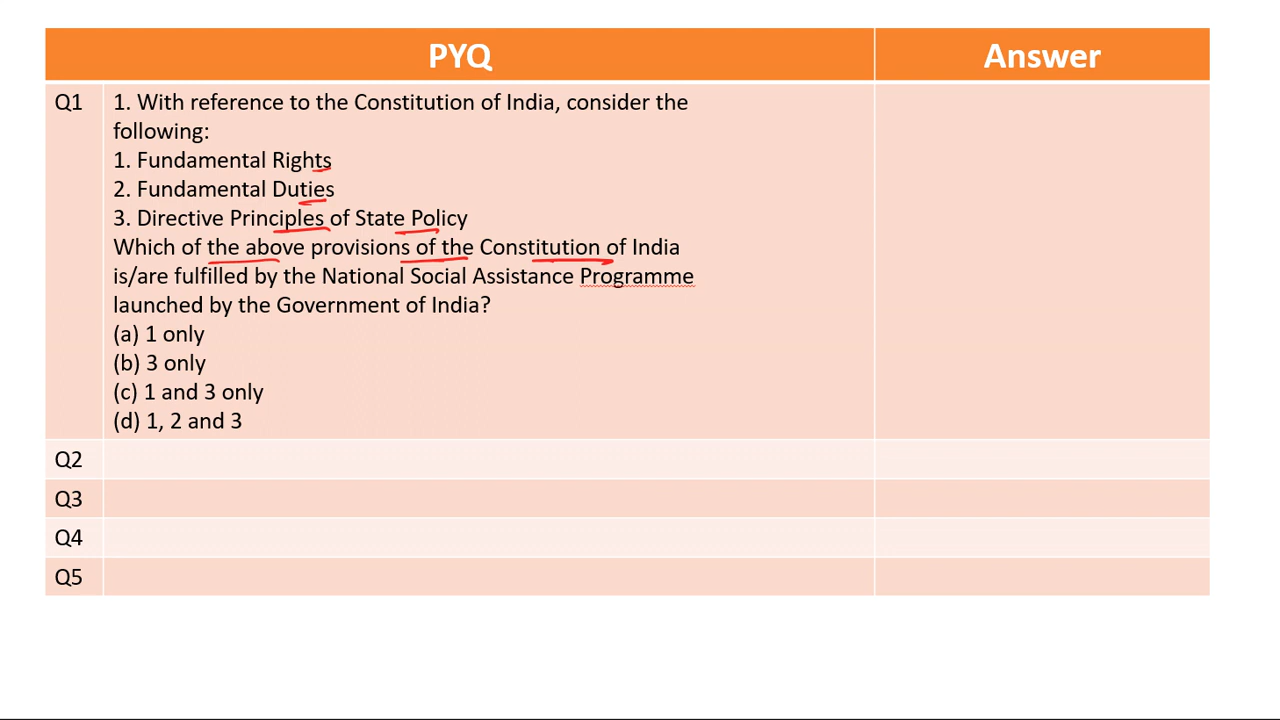 PYQ Answer
Q1 1. With reference to the Constitution of India, consider the
following:
1. Fundamental Rights
2. Fundamental Duties
3. Directive Principles of State Policy
Which of the above provisions of the Constitution of India
is/are fulfilled by the National Social Assistance Programme
launched by the Government of India?
(a) 1 only
(b) 3 only
(c) 1 and 3 only
(d) 1, 2 and 3
Q2
Q3
Q4
Q5